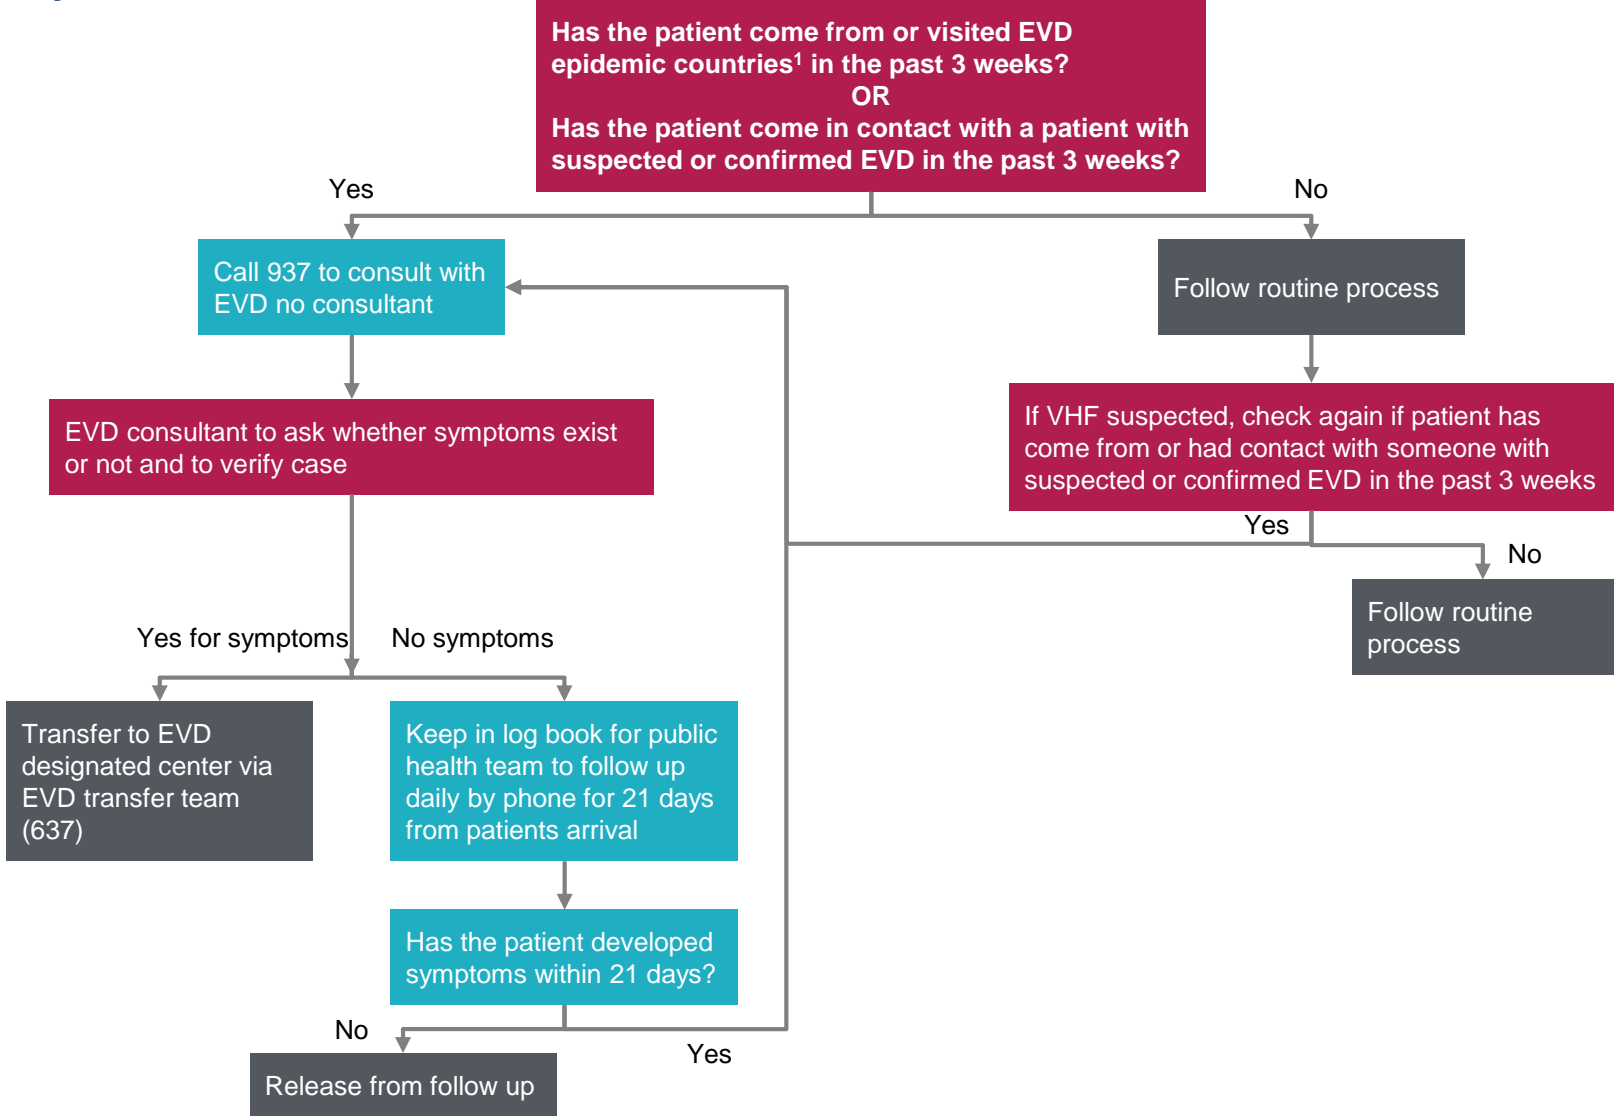 Has the patient come from or visited EVD
epidemic countries¹ in the past 3 weeks?
OR
Has the patient come in contact with a patient with
suspected or confirmed EVD in the past 3 weeks?
Yes
No
Call 937 to consult with
EVD no consultant
Follow routine process
EVD consultant to ask whether symptoms exist
or not and to verify case
If VHF suspected, check again if patient has
come from or had contact with someone with
suspected or confirmed EVD in the past 3 weeks
Yes
No
Follow routine
process
Yes for symptoms
No symptoms
Transfer to EVD
designated center via
EVD transfer team
(637)
Keep in log book for public
health team to follow up
daily by phone for 21 days
from patients arrival
Has the patient developed
symptoms within 21 days?
No
Yes
Release from follow up